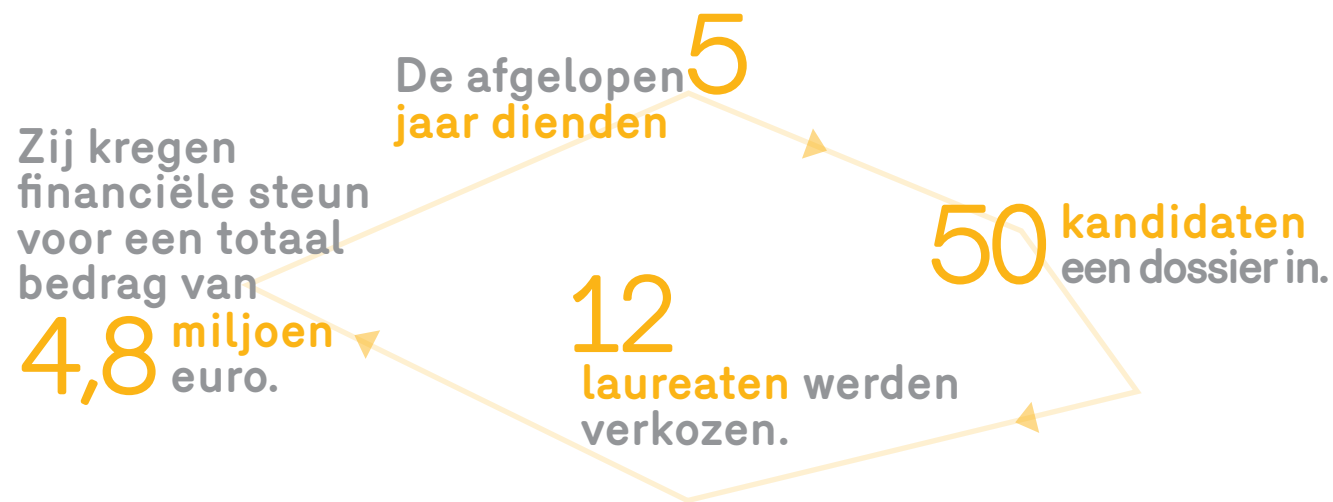 De afgelopen 5
jaar dienden
50 kandidaten
een dossier in.
12
laureaten werden
verkozen.
Zij kregen
financiële steun
voor een totaal
bedrag van
4,8 miljoen
euro.